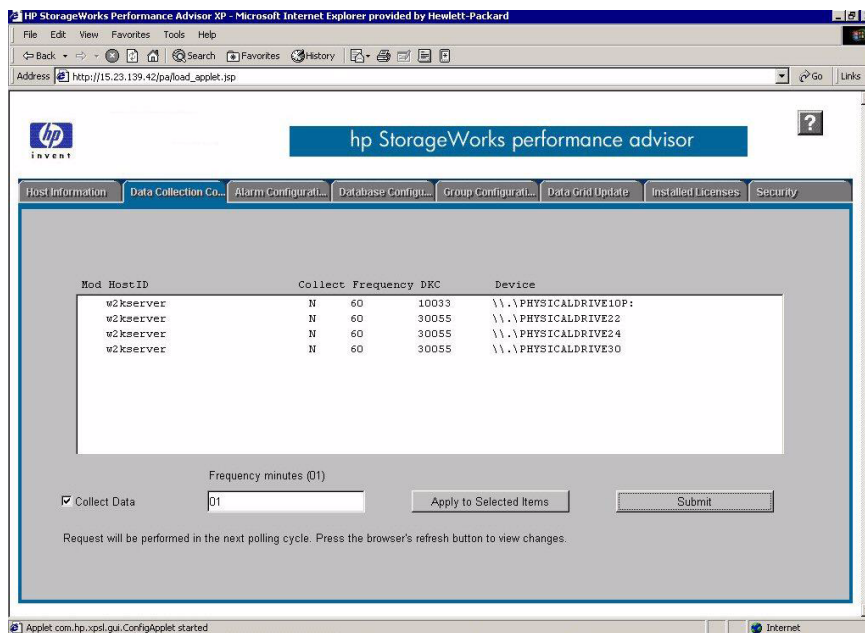 HP StorageWorks Performance Advisor XP - Microsoft Internet Explorer provided by Hewlett-Packard
File Edit View Favorites Tools Help
Back Search Favorites History
Address http://15.23.139.42/pa/load_applet.jsp Go Links
hp
invent
hp StorageWorks performance advisor
?
Host Information Data Collection Co... Alarm Configurati... Database Configu... Group Configurati... Data Grid Update Installed Licenses Security
Mod HostID Collect Frequency DKC Device
w2kserver N 60 10033 \\.\PHYSICALDRIVE10P:
w2kserver N 60 30055 \\.\PHYSICALDRIVE22
w2kserver N 60 30055 \\.\PHYSICALDRIVE24
w2kserver N 60 30055 \\.\PHYSICALDRIVE30
Frequency minutes (01)
Collect Data 01 Apply to Selected Items Submit
Request will be performed in the next polling cycle. Press the browser's refresh button to view changes.
Applet com.hp.xpsl.gui.ConfigApplet started Internet